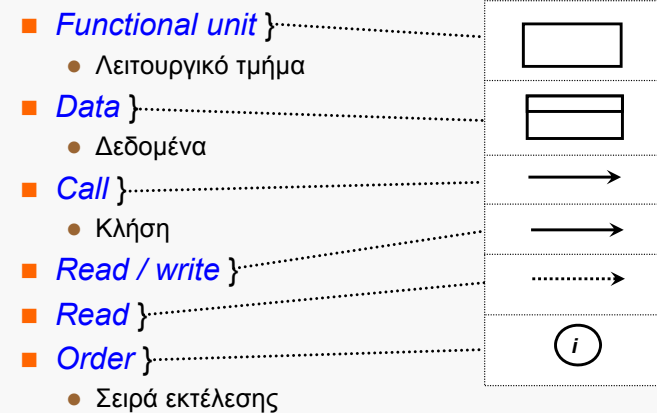 Functional unit }
Λειτουργικό τμήμα
Data }
Δεδομένα
Call }
Κλήση
Read / write }
Read }
Order }
i
Σειρά εκτέλεσης